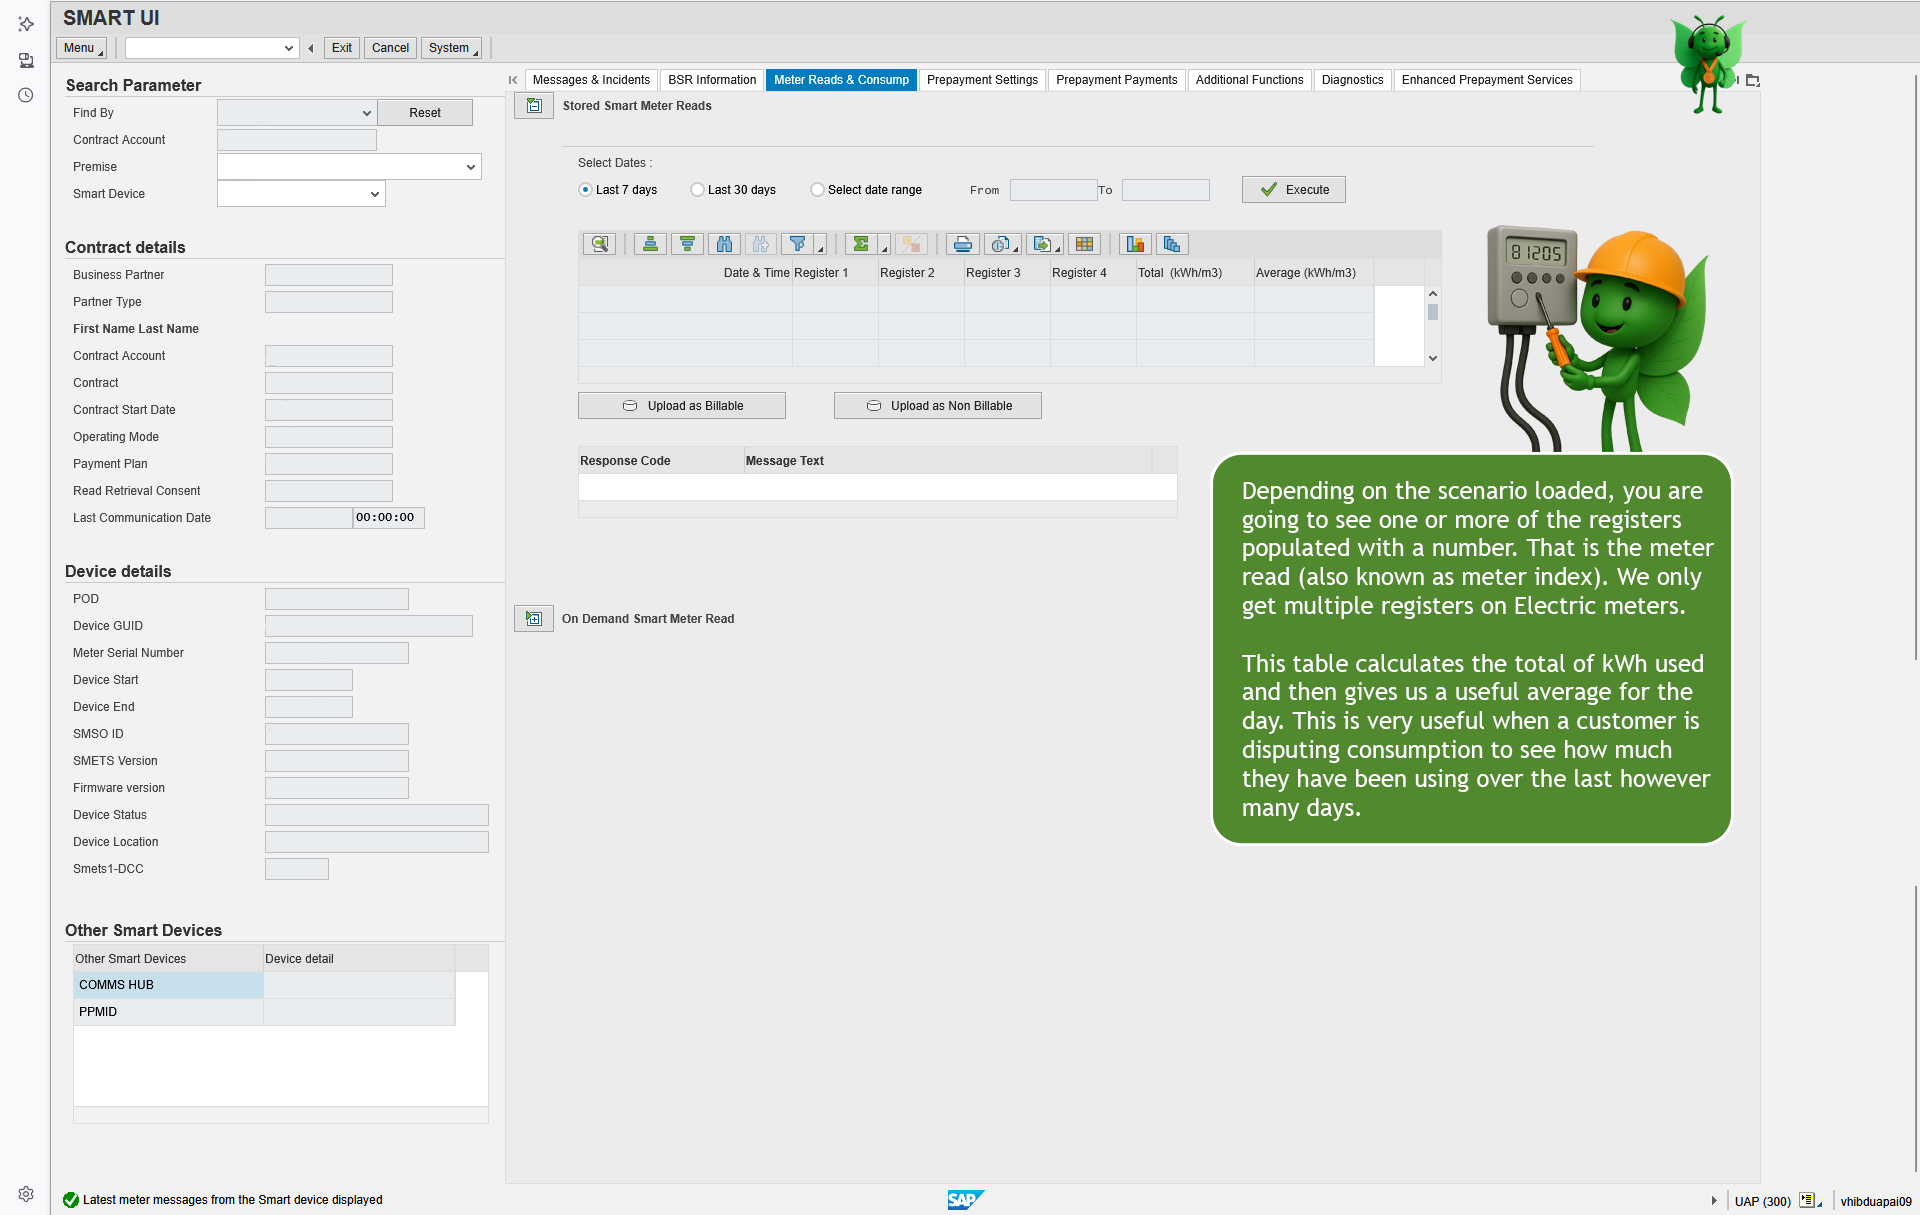 SMART UI
Menu
Exit
Cancel
System
Search Parameter
Find By
Reset
Contract Account
Premise
Smart Device
Contract details
Business Partner
Partner Type
First Name Last Name
Contract Account
Contract
Contract Start Date
Operating Mode
Payment Plan
Read Retrieval Consent
Last Communication Date 00:00:00
Device details
POD
Device GUID
Meter Serial Number
Device Start
Device End
SMSO ID
SMETS Version
Firmware version
Device Status
Device Location
Smets1-DCC
Other Smart Devices
Other Smart Devices Device detail
COMMS HUB
PPMID
Messages & Incidents BSR Information Meter Reads & Consump Prepayment Settings Prepayment Payments Additional Functions Diagnostics Enhanced Prepayment Services
Stored Smart Meter Reads
Select Dates :
Last 7 days Last 30 days Select date range From To Execute
Date & Time Register 1 Register 2 Register 3 Register 4 Total (kWh/m3) Average (kWh/m3)
Upload as Billable Upload as Non Billable
Response Code Message Text
On Demand Smart Meter Read
81205
Depending on the scenario loaded, you are
going to see one or more of the registers
populated with a number. That is the meter
read (also known as meter index). We only
get multiple registers on Electric meters.
This table calculates the total of kWh used
and then gives us a useful average for the
day. This is very useful when a customer is
disputing consumption to see how much
they have been using over the last however
many days.
Latest meter messages from the Smart device displayed
SAP
UAP (300)
vhibduapai09